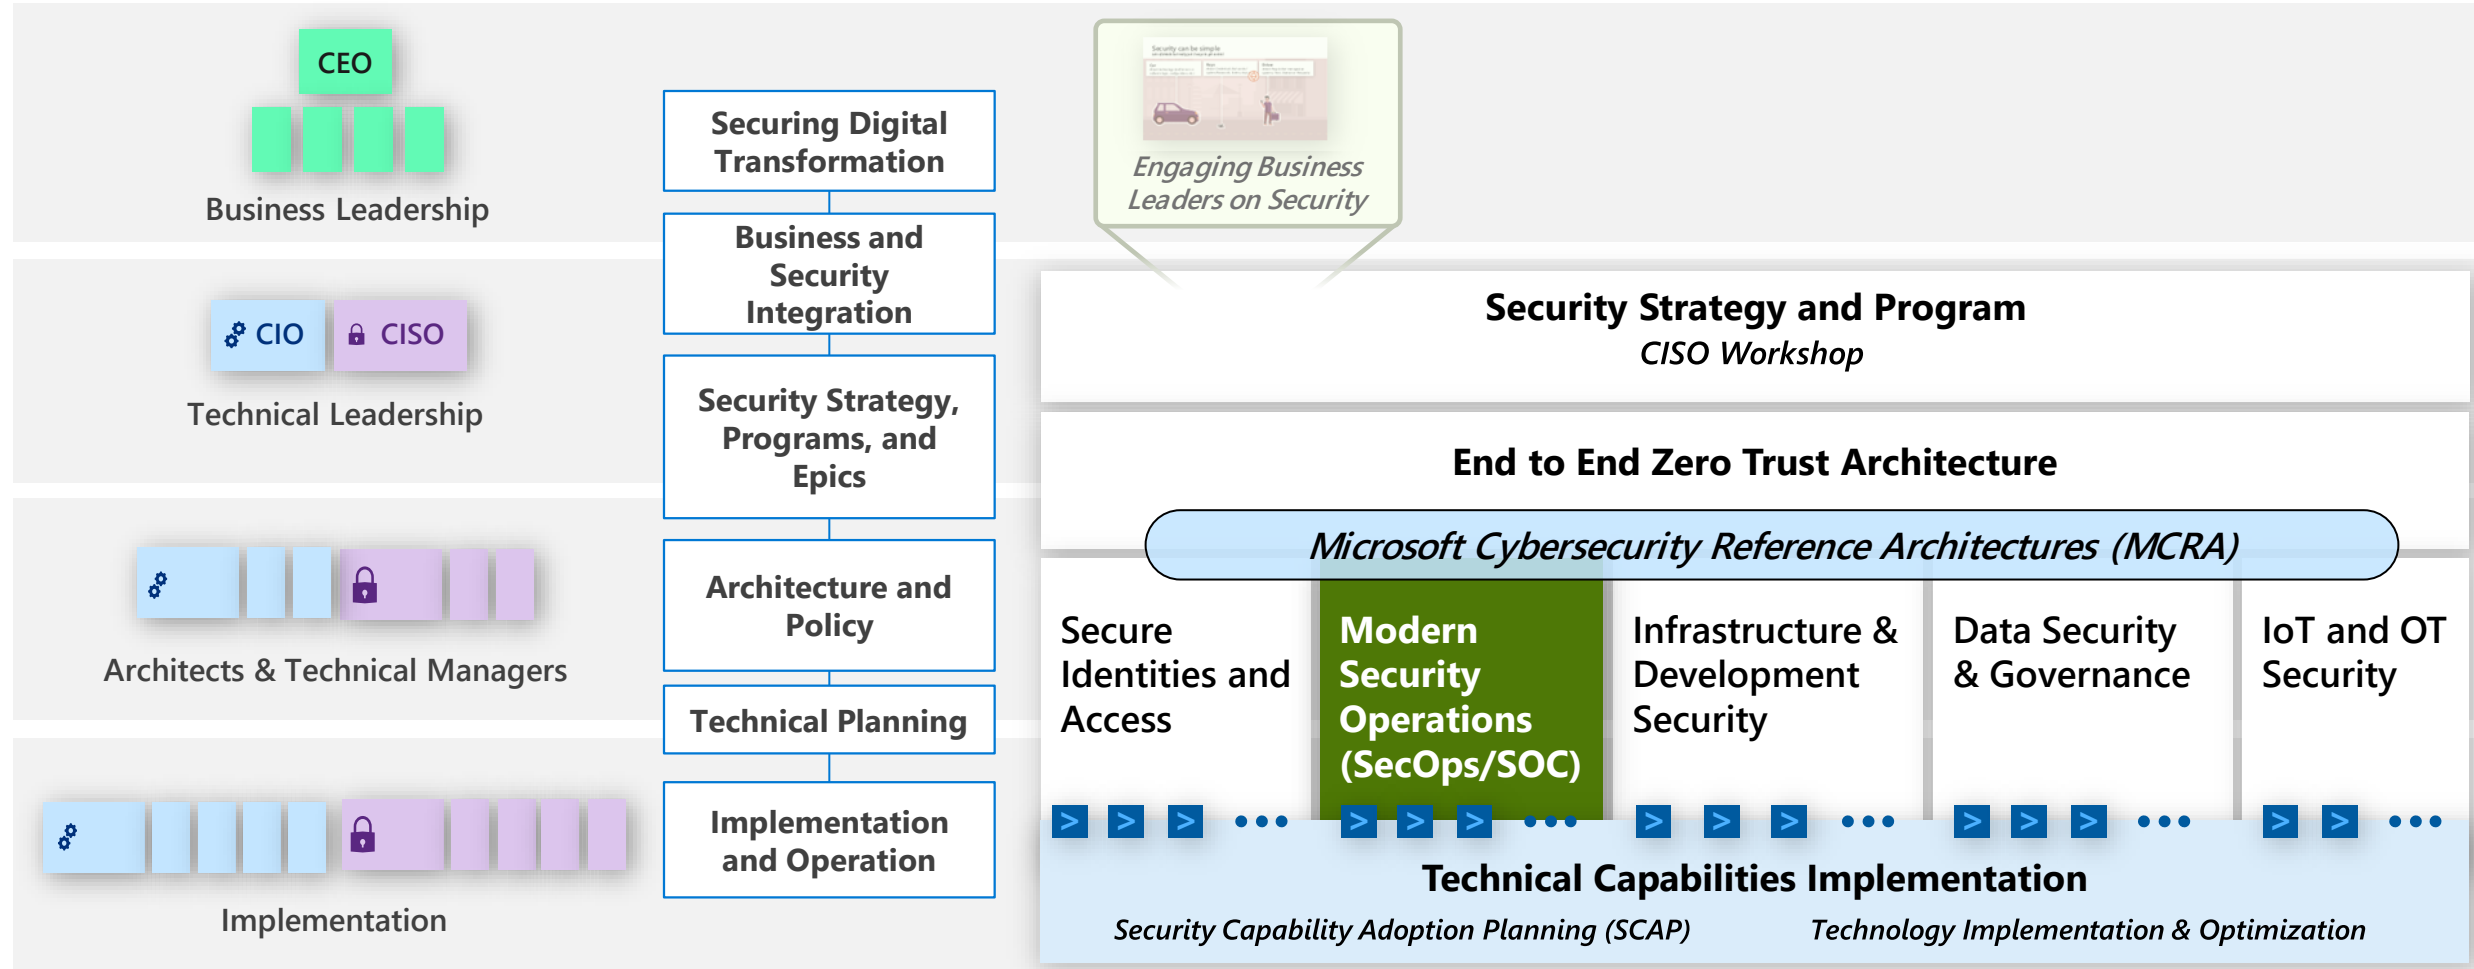 CEO
Business Leadership
CIO
CISO
Technical Leadership
Architects & Technical Managers
Implementation
Securing Digital
Transformation
Business and
Security
Integration
Security Strategy,
Programs, and
Epics
Architecture and
Policy
Technical Planning
Implementation
and Operation
Security can be simple
Engaging Business
Leaders on Security
Security Strategy and Program
CISO Workshop
End to End Zero Trust Architecture
Microsoft Cybersecurity Reference Architectures (MCRA)
Secure
Identities and
Access
Modern
Security
Operations
(SecOps/SOC)
Infrastructure &
Development
Security
Data Security
& Governance
IoT and OT
Security
> > > •••
> > > •••
> > > •••
> > > •••
> > •••
Technical Capabilities Implementation
Security Capability Adoption Planning (SCAP)
Technology Implementation & Optimization